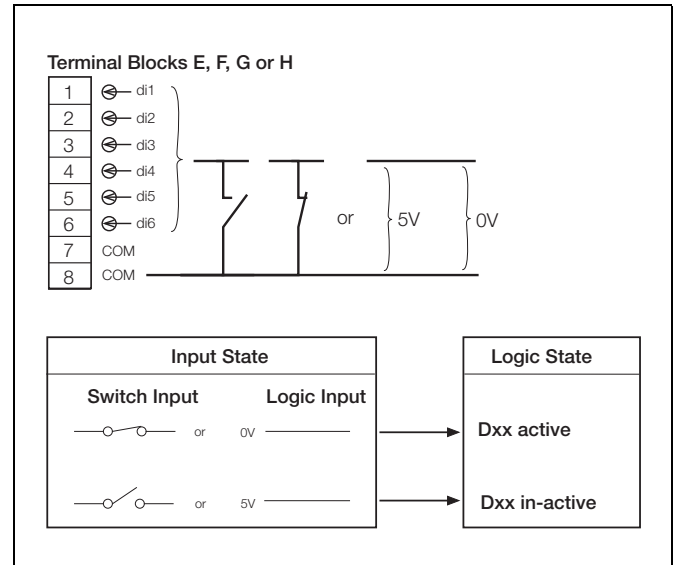 Terminal Blocks E, F, G or H
1 di1
2 di2
3 di3
4 di4
5 di5
6 di6
7 COM
8 COM
or 5V 0V
Input State
Logic State
Switch Input Logic Input
or 0V
Dxx active
or 5V
Dxx in-active